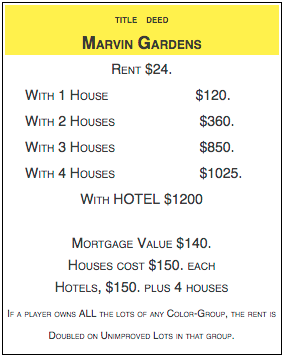 TITLE DEED
MARVIN GARDENS
RENT $24.
WITH 1 HOUSE $120.
WITH 2 HOUSES $360.
WITH 3 HOUSES $850.
WITH 4 HOUSES $1025.
WITH HOTEL $1200
MORTGAGE VALUE $140.
HOUSES COST $150. EACH
HOTELS, $150. PLUS 4 HOUSES
IF A PLAYER OWNS ALL THE LOTS OF ANY COLOR-GROUP, THE RENT IS
DOUBLED ON UNIMPROVED LOTS IN THAT GROUP.